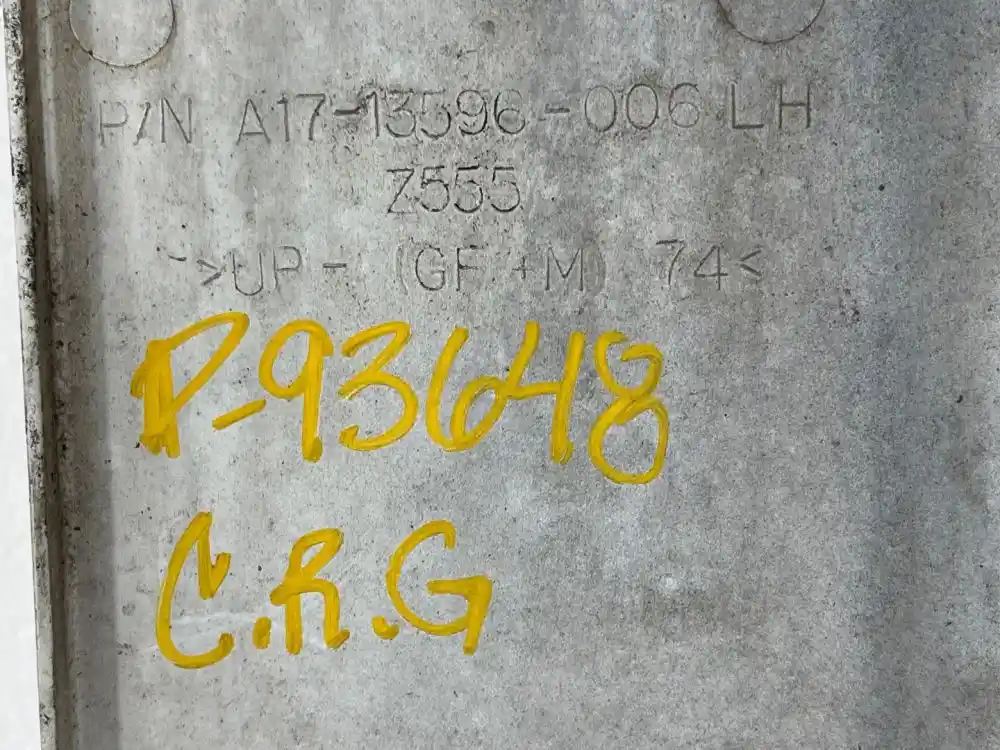 P/N A17-13596-006 LH
Z555
->UP- (GF+M) 74<
P-93648
C.R.G